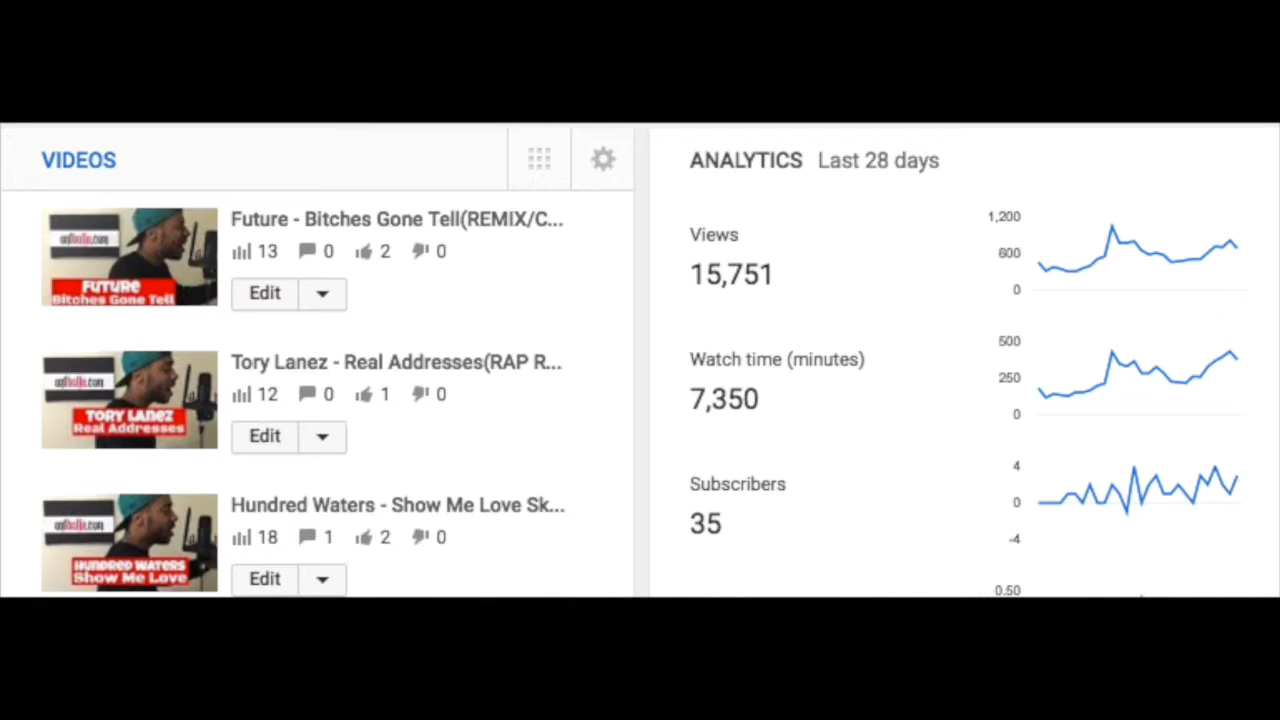 VIDEOS
Future - Bitches Gone Tell(REMIX/C...
13 0 2 0
Edit
FUTURE
Bitches Gone Tell
Tory Lanez - Real Addresses(RAP R...
12 0 1 0
Edit
TORY LANEZ
Real Addresses
Hundred Waters - Show Me Love Sk...
18 1 2 0
Edit
HUNDRED WATERS
Show Me Love
ANALYTICS Last 28 days
Views
15,751
1,200
600
0
Watch time (minutes)
7,350
500
250
0
Subscribers
35
4
0
-4
0.50